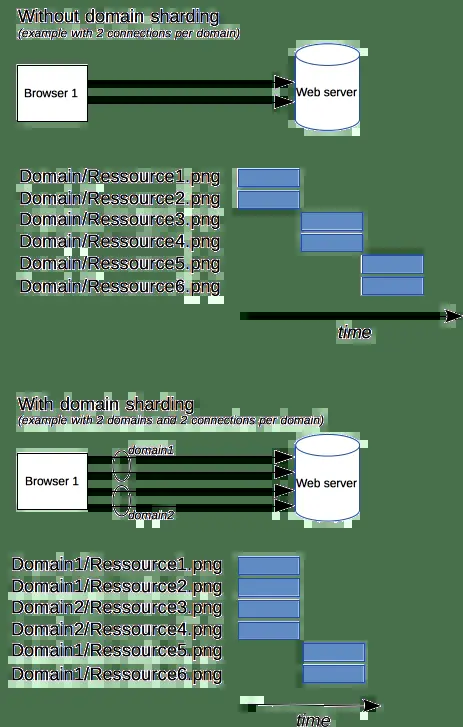 Without domain sharding
(example with 2 connections per domain)
Browser 1
Web server
Domain/Ressource1.png
Domain/Ressource2.png
Domain/Ressource3.png
Domain/Ressource4.png
Domain/Ressource5.png
Domain/Ressource6.png
time
With domain sharding
(example with 2 domains and 2 connections per domain)
domain1
Browser 1
Web server
domain2
Domain1/Ressource1.png
Domain1/Ressource2.png
Domain2/Ressource3.png
Domain2/Ressource4.png
Domain1/Ressource5.png
Domain1/Ressource6.png
time